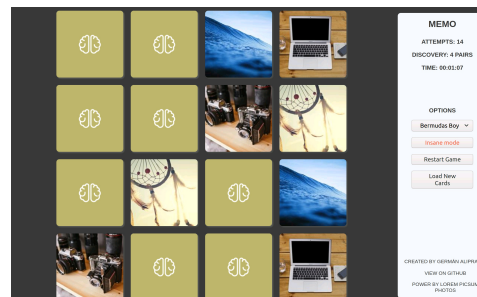 MEMO
ATTEMPTS: 14
DISCOVERY: 4 PAIRS
TIME: 00:01:07
OPTIONS
Bermudas Boy
Insane mode
Restart Game
Load New
Cards
CREATED BY GERMÁN
VIEW ON GITHUB
POWER BY LOREM PICSUM
PHOTOS